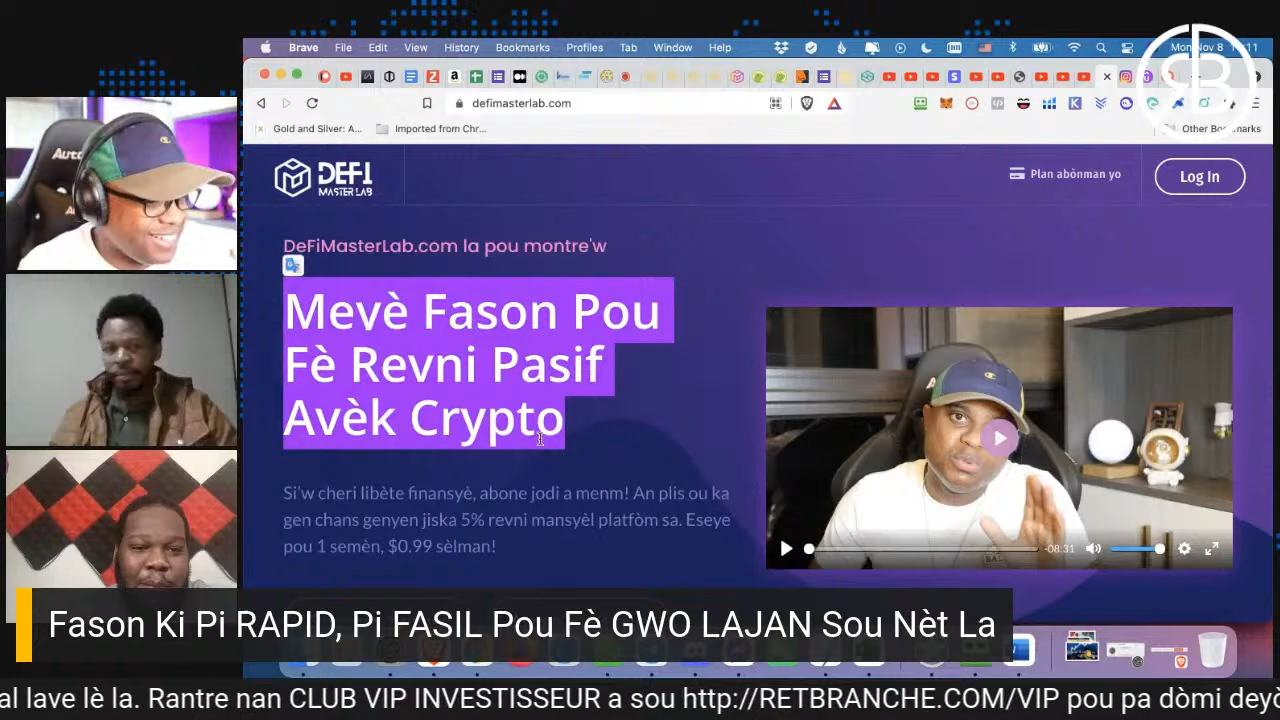 Brave File Edit View History Bookmarks Profiles Tab Window Help
Mon Nov 8
defimasterlab.com
Gold and Silver: A... Imported from Chr... Other Bookmarks
DEFI
MASTER LAB
Plan abònman yo
Log In
DeFiMasterLab.com la pou montre'w
Mevè Fason Pou
Fè Revni Pasif
Avèk Crypto
Si'w cheri libète finansyè, abone jodi a menm! An plis ou ka
gen chans genyen jiska 5% revni mansyèl platfòm sa. Eseye
pou 1 semèn, $0.99 sèlman!
-08:31
Fason Ki Pi RAPID, Pi FASIL Pou Fè GWO LAJAN Sou Nèt La
al lave lè la. Rantre nan CLUB VIP INVESTISSEUR a sou http://RETBRANCHE.COM/VIP pou pa dòmi deyò